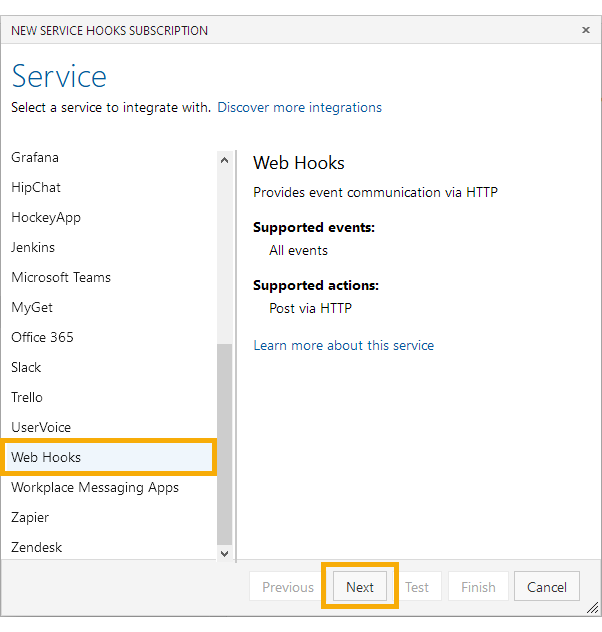 NEW SERVICE HOOKS SUBSCRIPTION
Service
Select a service to integrate with. Discover more integrations
Grafana
HipChat
HockeyApp
Jenkins
Microsoft Teams
MyGet
Office 365
Slack
Trello
UserVoice
Web Hooks
Workplace Messaging Apps
Zapier
Zendesk
Web Hooks
Provides event communication via HTTP
Supported events:
All events
Supported actions:
Post via HTTP
Learn more about this service
Previous Next Test Finish Cancel